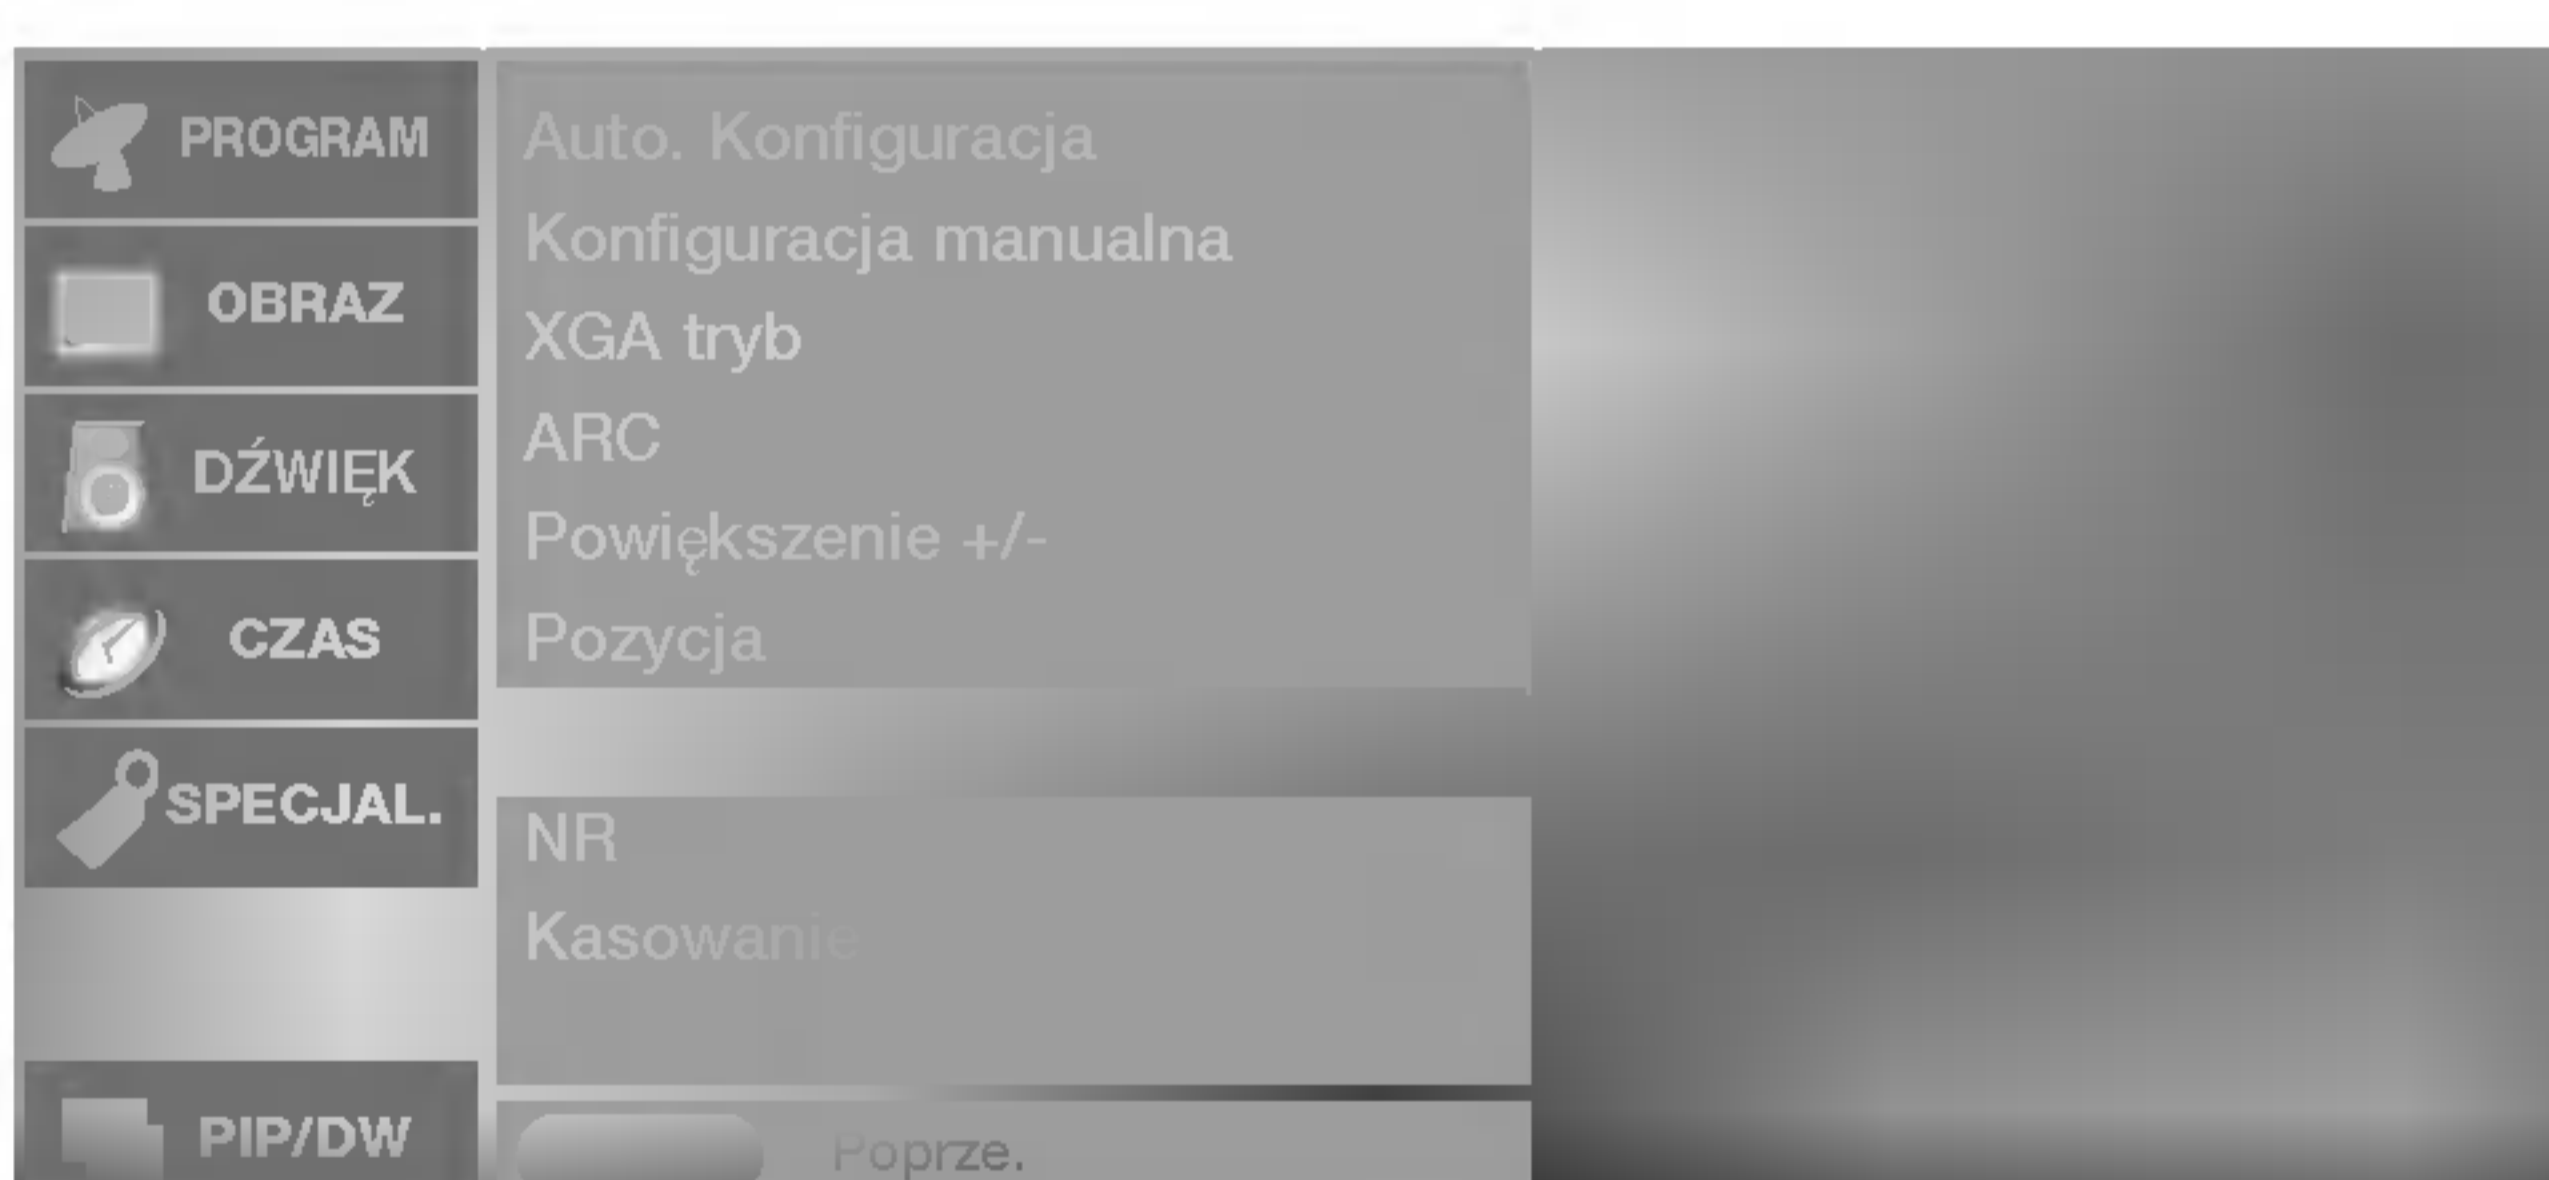 PROGRAM
OBRAZ
DŹWIĘK
CZAS
SPECJAL.
PIP/DW
Auto. Konfiguracja
Konfiguracja manualna
XGA tryb
ARC
Powiększenie +/-
Pozycja
NR
Kasowanie
Poprze.